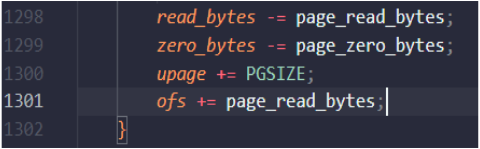 1298 read_bytes -= page_read_bytes;
1299 zero_bytes -= page_zero_bytes;
1300 upage += PGSIZE;
1301 ofs += page_read_bytes;
1302 }